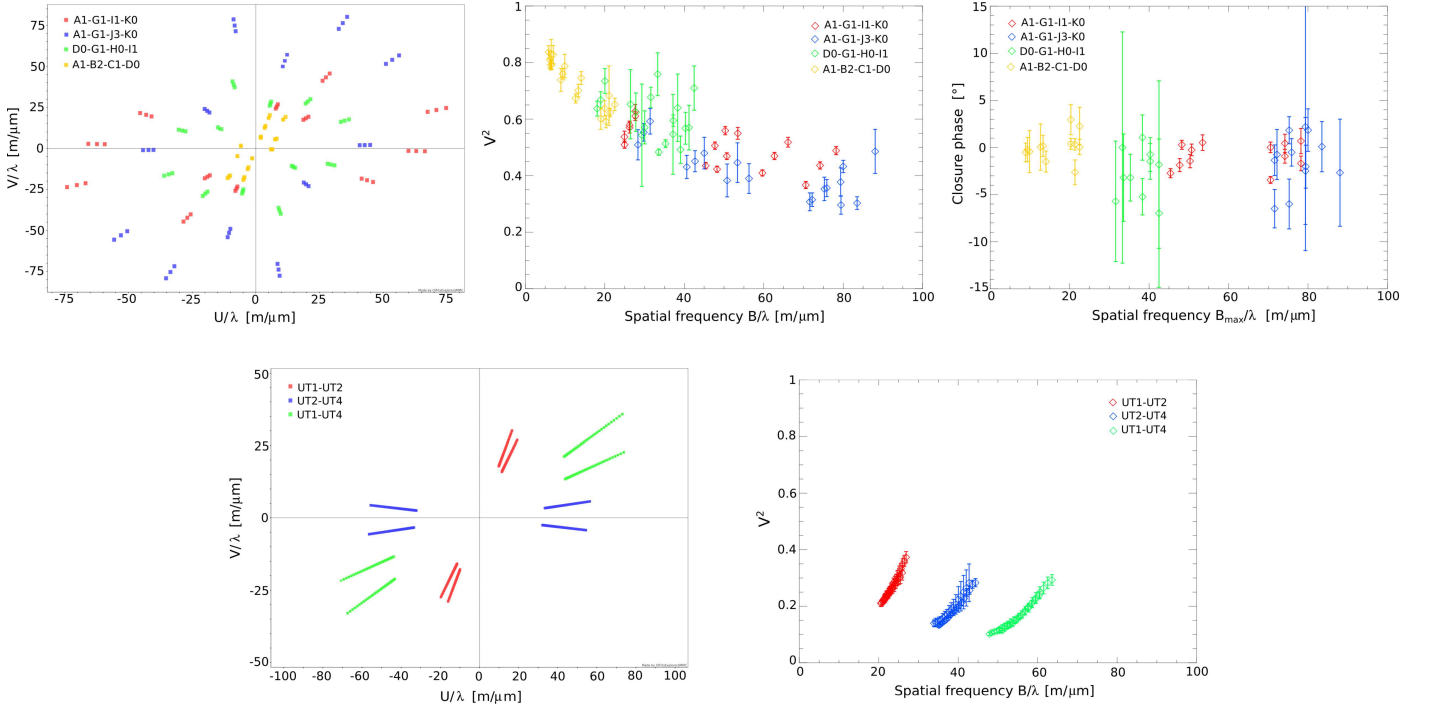 A1-G1-I1-K0
A1-G1-J3-K0
D0-G1-H0-I1
A1-B2-C1-D0
75
50
25
0
-25
-50
-75
-75
-50
-25
0
25
50
75
V/λ [m/μm]
U/λ [m/μm]
A1-G1-I1-K0
A1-G1-J3-K0
D0-G1-H0-I1
A1-B2-C1-D0
1
0.8
0.6
0.4
0.2
0
0
20
40
60
80
100
V²
Spatial frequency B/λ [m/μm]
A1-G1-I1-K0
A1-G1-J3-K0
D0-G1-H0-I1
A1-B2-C1-D0
15
10
5
0
-5
-10
-15
0
20
40
60
80
100
Closure phase [°]
Spatial frequency Bmax/λ [m/μm]
UT1-UT2
UT2-UT4
UT1-UT4
50
25
0
-25
-50
-100
-80
-60
-40
-20
0
20
40
60
80
100
V/λ [m/μm]
U/λ [m/μm]
UT1-UT2
UT2-UT4
UT1-UT4
1
0.8
0.6
0.4
0.2
0
0
20
40
60
80
100
V²
Spatial frequency B/λ [m/μm]